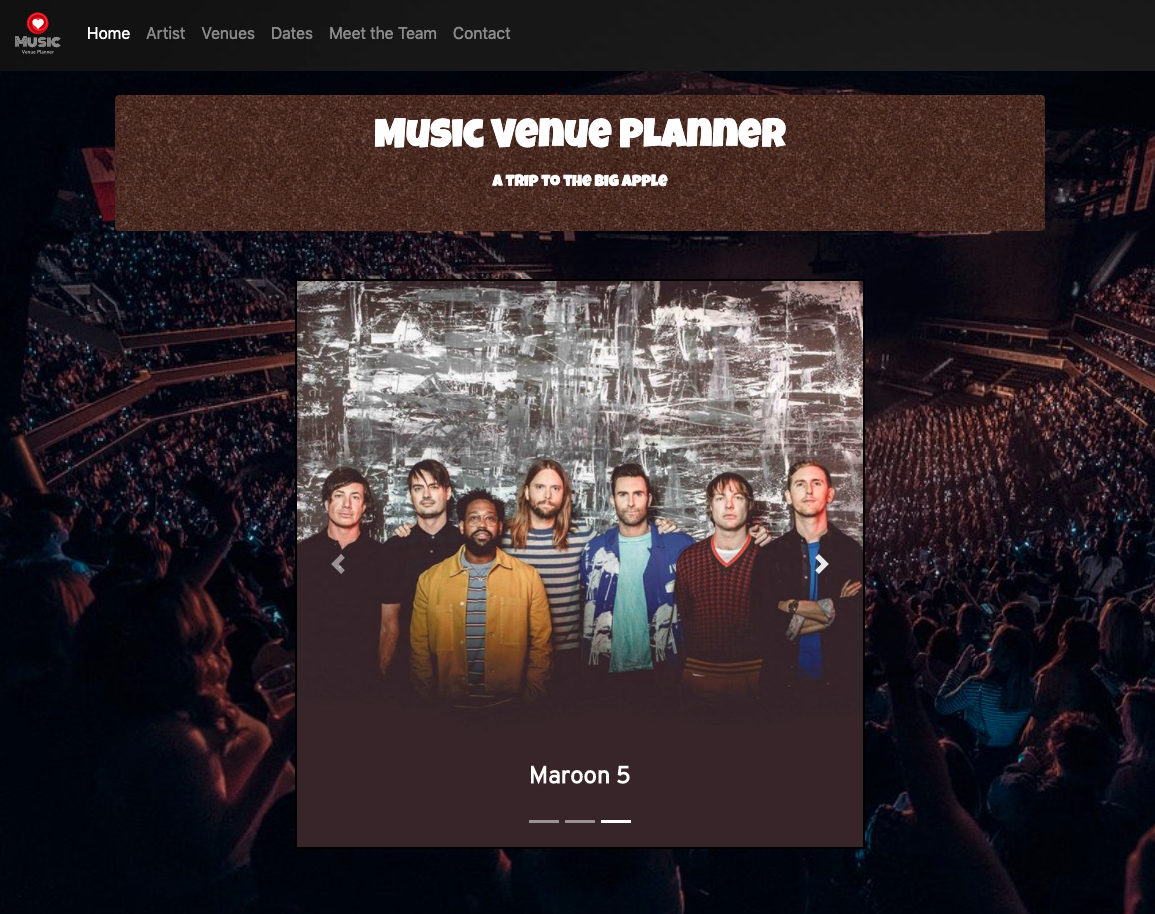 MUSIC
Venue Planner
Home Artist Venues Dates Meet the Team Contact
Music Venue Planner
A Trip to the Big Apple
Maroon 5